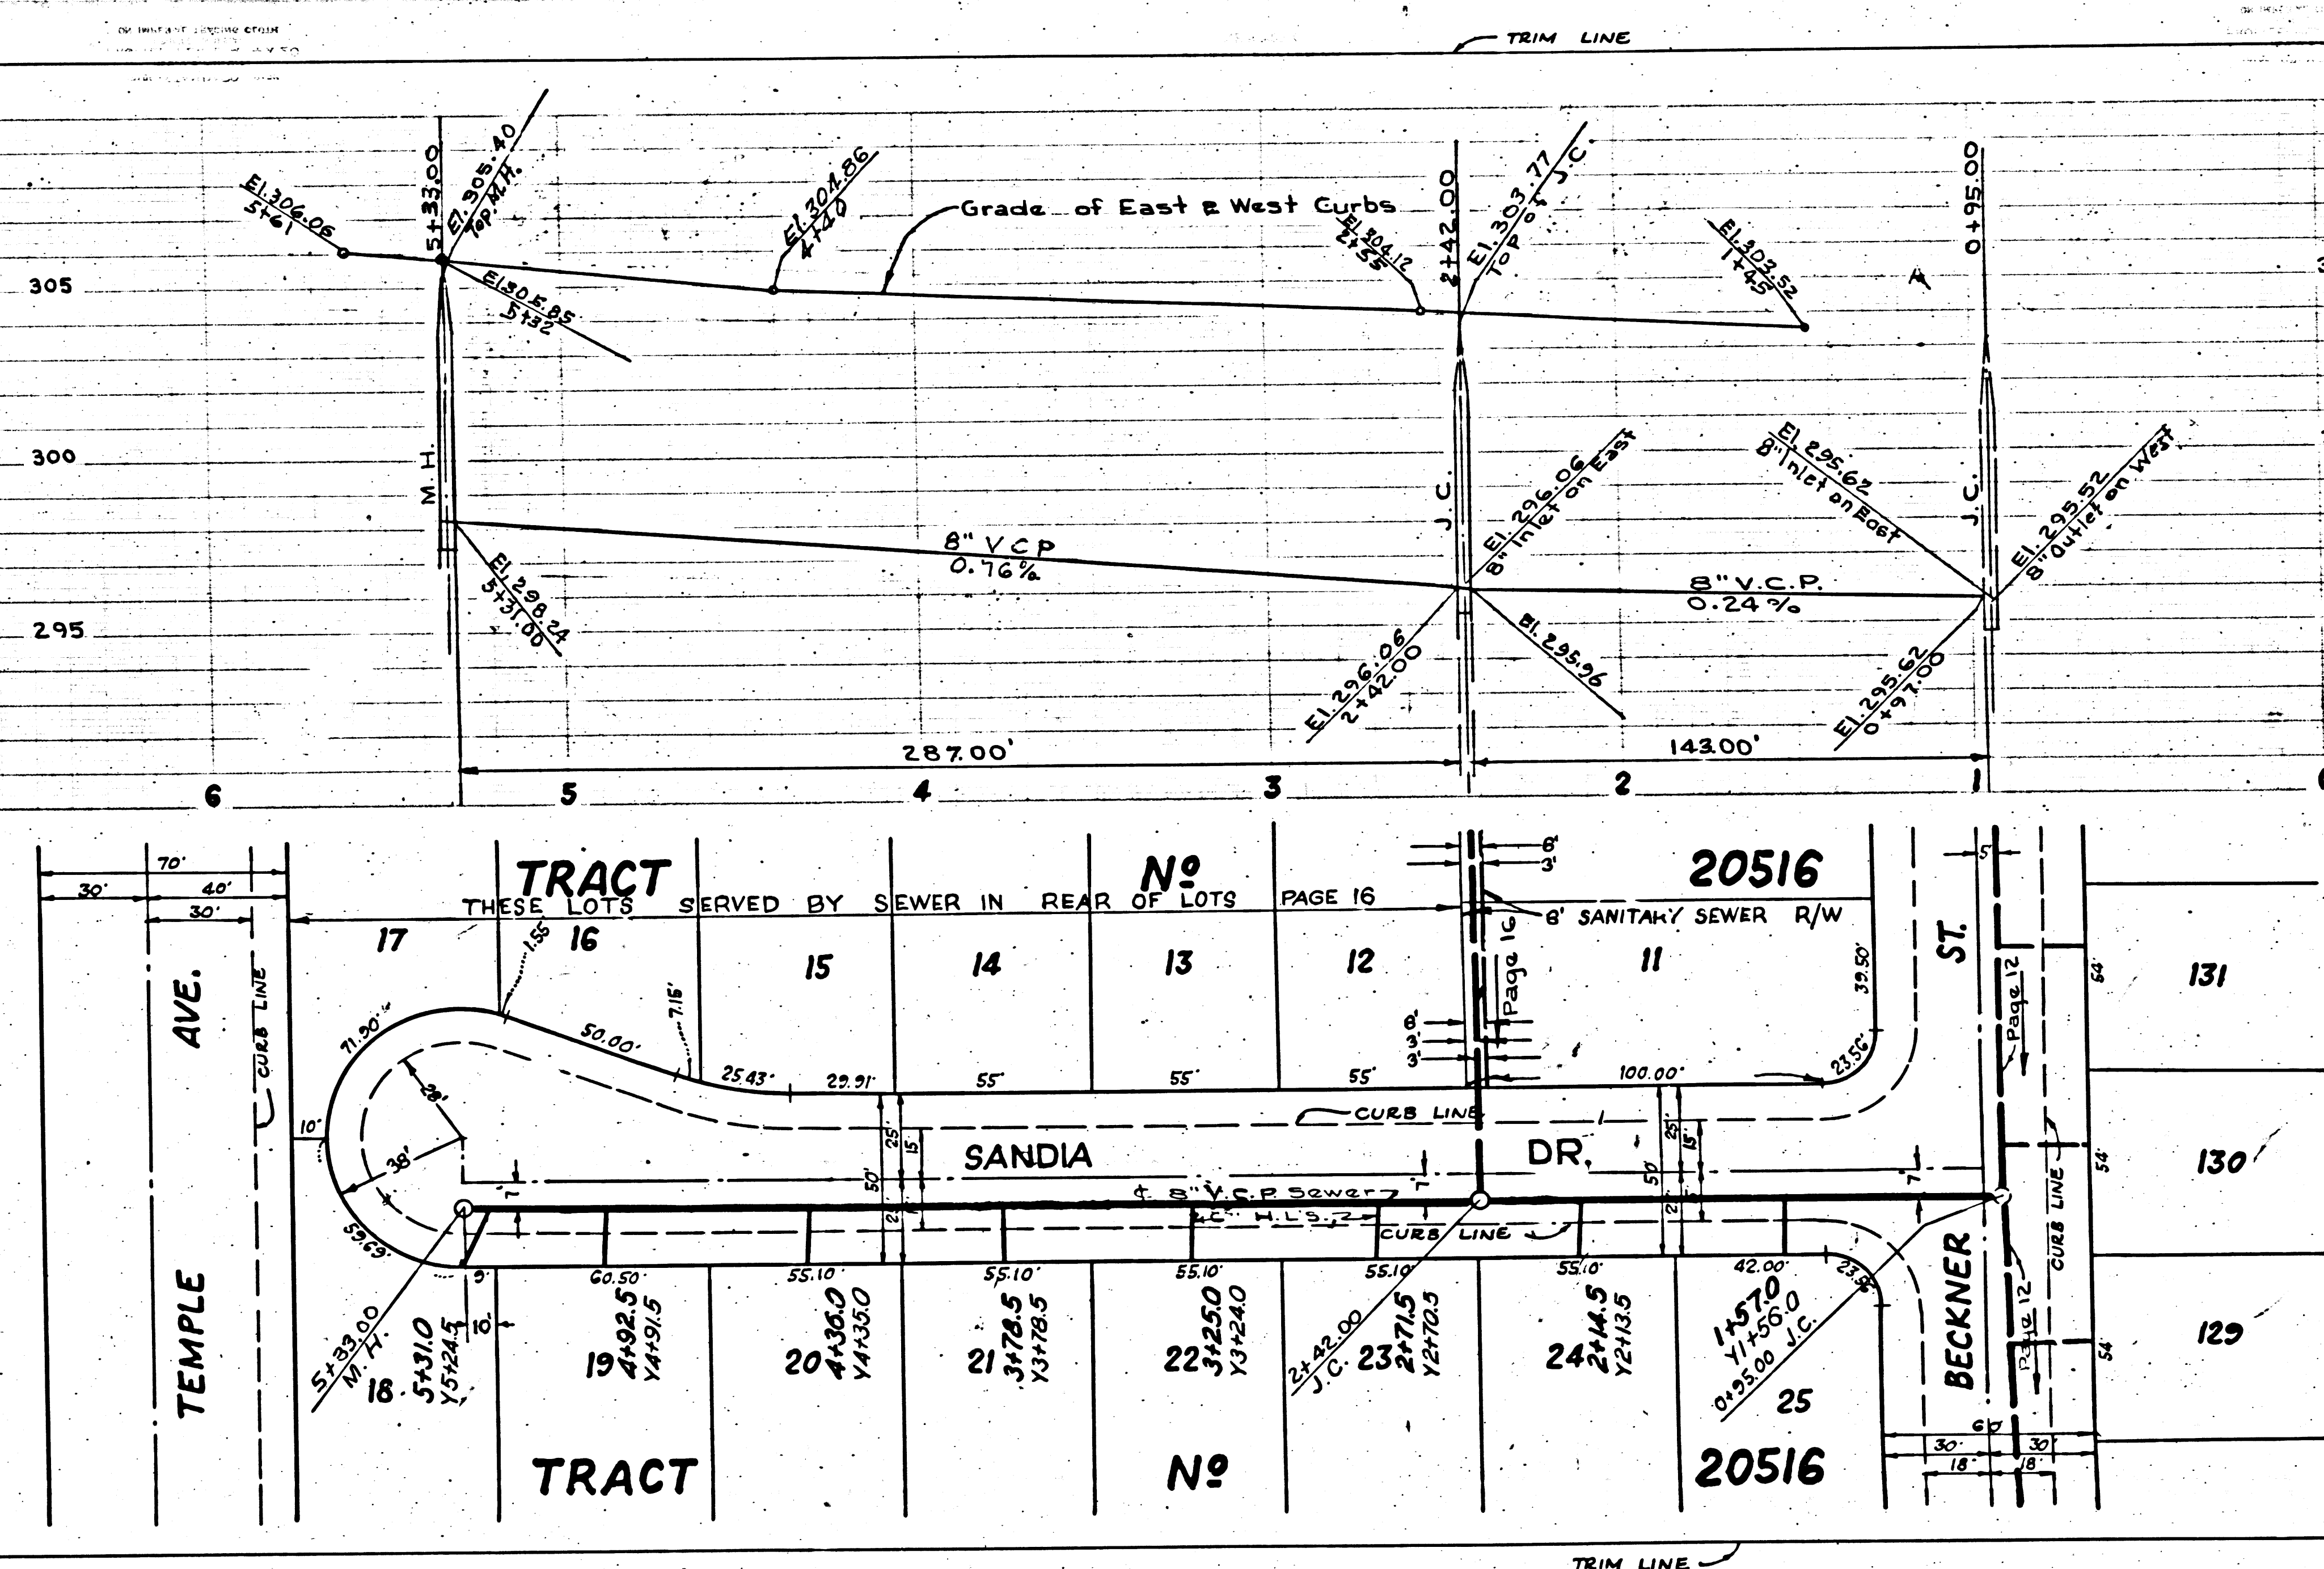 TRIM LINE
El. 306.06
5+61
5+33.00
El. 305.40
Top. M.H.
El. 304.86
4+40
Grade of East & West Curbs
El. 304.12
2+55
2+42.00
El. 303.77
Top of J.C.
El. 303.52
1+45
0+95.00
305
El 305.85
5+32
300
M. H.
J. C.
El. 296.06
8" Inlet on East
El. 295.62
8" Inlet on East
J. C.
El. 295.52
8" Outlet on West
8" V C P
0.76%
8" V.C.P.
0.24%
El. 298.24
5+31.00
295
El. 296.06
2+42.00
El. 295.96
El. 295.62
0+97.00
287.00'
143.00'
6 5 4 3 2 1
70'
30' 40'
30'
TRACT Nº 20516
THESE LOTS SERVED BY SEWER IN REAR OF LOTS PAGE 16
6'
3'
8' SANITARY SEWER R/W
5'
17 16 15 14 13 12 11
1.55
Page 16
ST.
Page 12
64'
131
AVE.
CURB LINE
71.90'
50.00'
7.15'
25.43'
29.91'
55'
55'
55'
8'
3'
3'
100.00'
39.50'
23.56'
28'
38'
10'
59.69'
CURB LINE
25'
15'
50'
25'
15'
SANDIA DR.
7'
¢ 8" V.C.P. Sewer
6" H.L.S.
7'
CURB LINE
25'
15'
50'
25'
7'
54'
130
CURB LINE
9'
60.50'
55.10'
55.10'
55.10'
55.10'
55.10'
42.00'
23.56'
10'
5+33.00
M. H.
18
5+31.0
Y5+24.5
19
4+92.5
Y4+91.5
20
4+36.0
Y4+35.0
21
3+78.5
Y3+78.5
22
3+25.0
Y3+24.0
2+42.00
J.C.
23
2+71.5
Y2+70.5
24
2+14.5
Y2+13.5
1+57.0
Y1+56.0
0+95.00 J.C.
25
TEMPLE
BECKNER
Page 12
54'
129
60'
30' 30'
18' 18'
TRACT Nº 20516
TRIM LINE